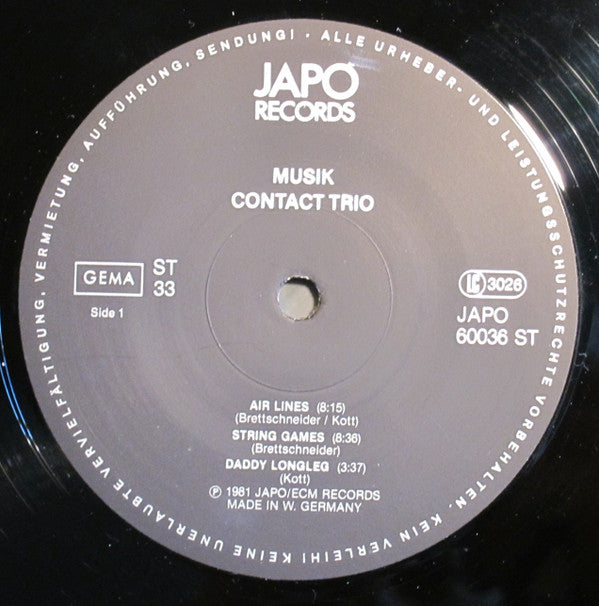 ALLE URHEBER- UND LEISTUNGSSCHUTZRECHTE VORBEHALTEN. KEIN VERLEIH! KEINE UNERLAUBTE VERVIELFÄLTIGUNG, VERMIETUNG, AUFFÜHRUNG, SENDUNG! ·
JAPO
RECORDS
MUSIK
CONTACT TRIO
GEMA
ST
33
Side 1
LC 3026
JAPO
60036 ST
AIR LINES (8:15)
(Brettschneider / Kott)
STRING GAMES (8:36)
(Brettschneider)
DADDY LONGLEG (3:37)
(Kott)
℗ 1981 JAPO/ECM RECORDS
MADE IN W. GERMANY